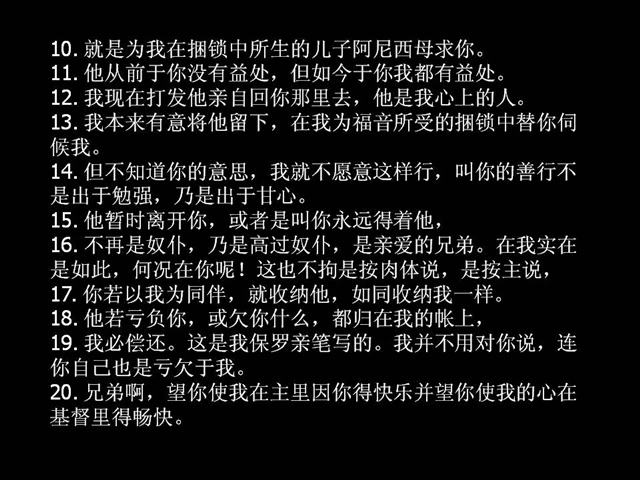 10. 就是为我在捆锁中所生的儿子阿尼西母求你。
11. 他从前于你没有益处，但如今于你我都有益处。
12. 我现在打发他亲自回你那里去，他是我心上的人。
13. 我本来有意将他留下，在我为福音所受的捆锁中替你伺
候我。
14. 但不知道你的意思，我就不愿意这样行，叫你的善行不
是出于勉强，乃是出于甘心。
15. 他暂时离开你，或者是叫你永远得着他，
16. 不再是奴仆，乃是高过奴仆，是亲爱的兄弟。在我实在
是如此，何况在你呢！这也不拘是按肉体说，是按主说，
17. 你若以我为同伴，就收纳他，如同收纳我一样。
18. 他若亏负你，或欠你什么，都归在我的帐上，
19. 我必偿还。这是我保罗亲笔写的。我并不用对你说，连
你自己也是亏欠于我。
20. 兄弟啊，望你使我在主里因你得快乐并望你使我的心在
基督里得畅快。